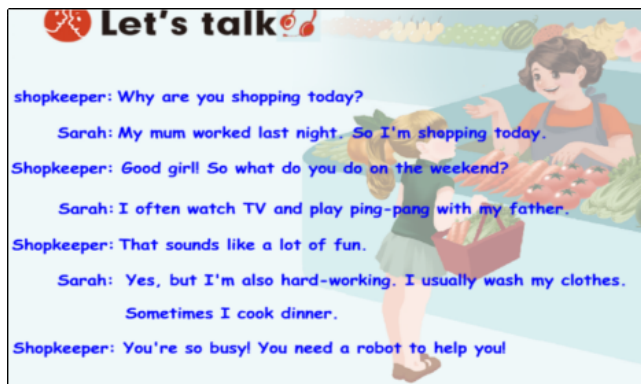 Let's talk
shopkeeper: Why are you shopping today?
Sarah: My mum worked last night. So I'm shopping today.
Shopkeeper: Good girl! So what do you do on the weekend?
Sarah: I often watch TV and play ping-pang with my father.
Shopkeeper: That sounds like a lot of fun.
Sarah: Yes, but I'm also hard-working. I usually wash my clothes.
Sometimes I cook dinner.
Shopkeeper: You're so busy! You need a robot to help you!